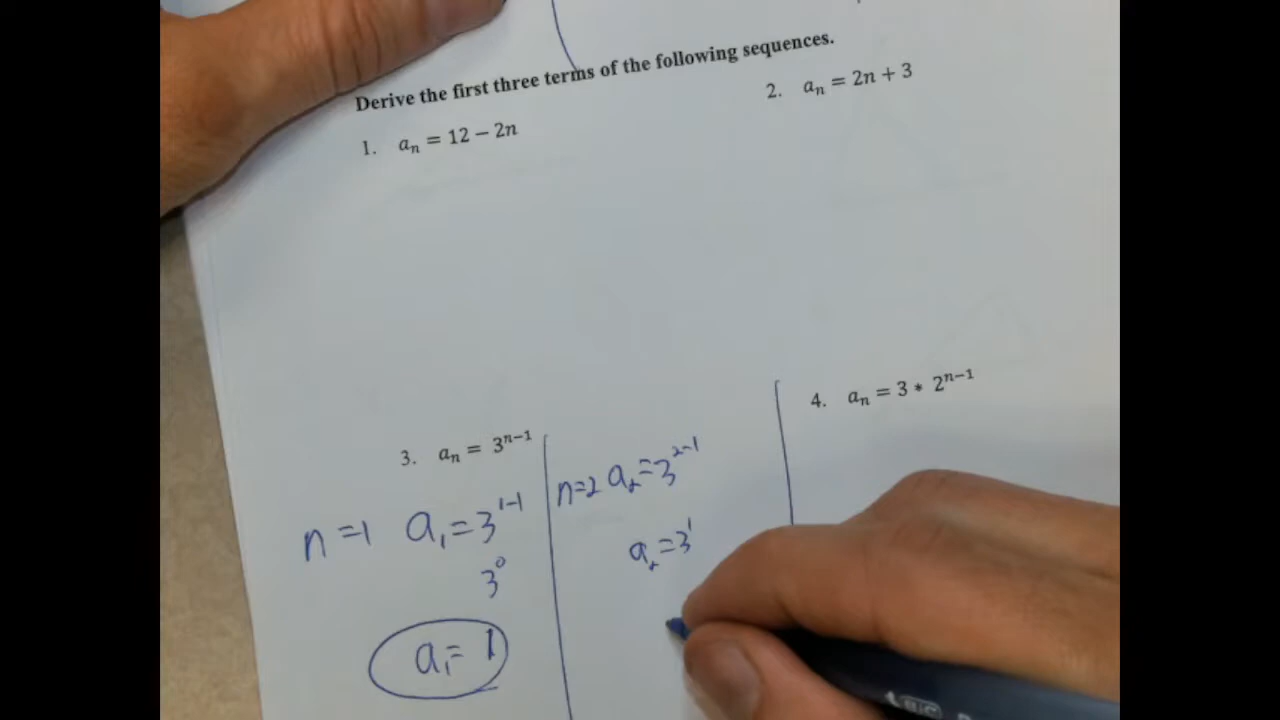 Derive the first three terms of the following sequences.
1. aₙ = 12 − 2n
2. aₙ = 2n + 3
3. aₙ = 3ⁿ⁻¹
4. aₙ = 3 * 2ⁿ⁻¹
n = 1 a₁ = 3¹⁻¹
3⁰
a₁ = 1
n=2 a₂ = 3²⁻¹
a₂ = 3¹
BIC